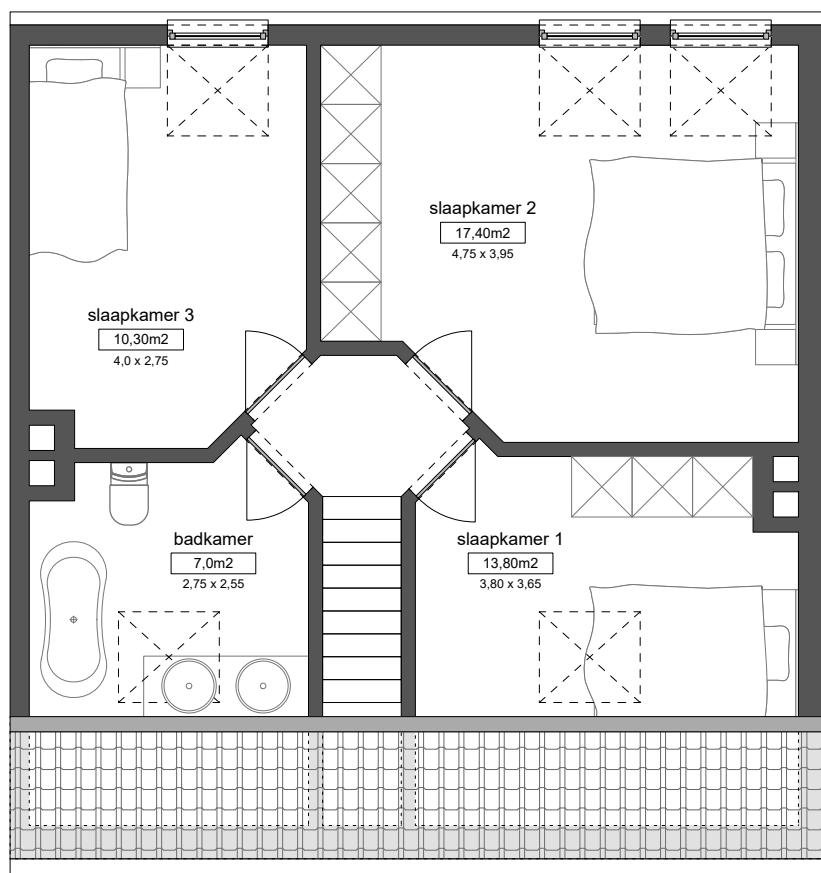 slaapkamer 2
17,40m2
4,75 x 3,95
slaapkamer 3
10,30m2
4,0 x 2,75
badkamer
7,0m2
2,75 x 2,55
slaapkamer 1
13,80m2
3,80 x 3,65